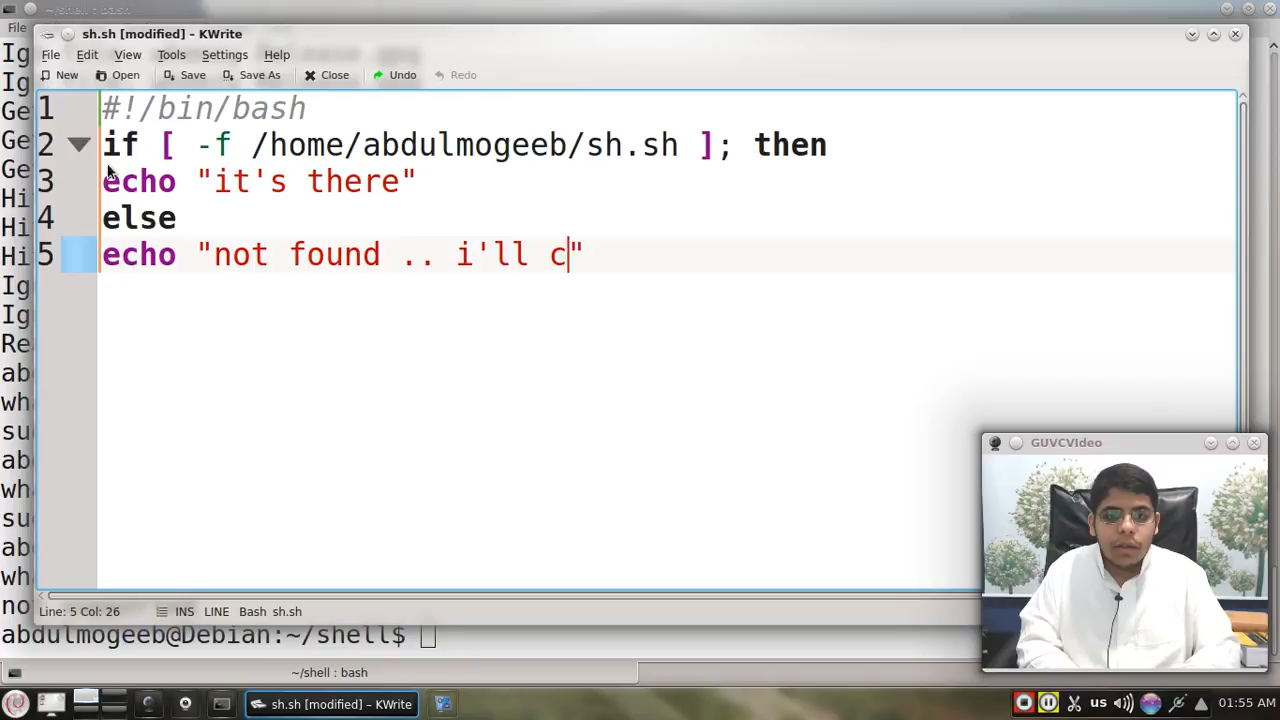 ~/shell : bash
File
sh.sh [modified] – KWrite
File Edit View Tools Settings Help
New Open Save Save As Close Undo Redo
1 #!/bin/bash
2 if [ -f /home/abdulmogeeb/sh.sh ]; then
3 echo "it's there"
4 else
5 echo "not found .. i'll c"
Line: 5 Col: 26 INS LINE Bash sh.sh
GUVCVideo
abdulmogeeb@Debian:~/shell$
~/shell : bash
sh.sh [modified] – KWrite
us
01:55 AM